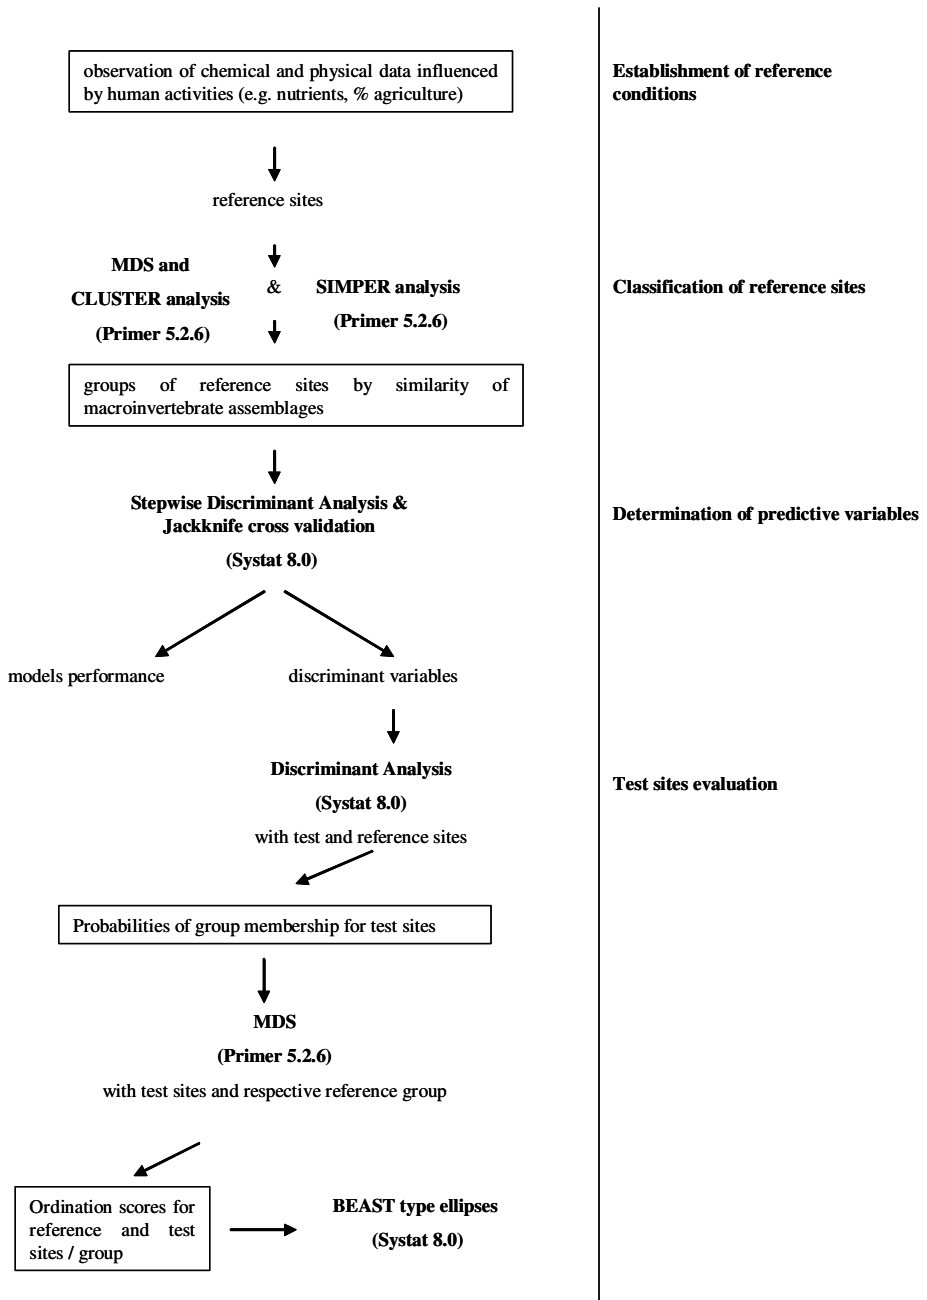 observation of chemical and physical data influenced
by human activities (e.g. nutrients, % agriculture)
Establishment of reference
conditions
reference sites
MDS and
CLUSTER analysis
(Primer 5.2.6)
&
SIMPER analysis
(Primer 5.2.6)
Classification of reference sites
groups of reference sites by similarity of
macroinvertebrate assemblages
Stepwise Discriminant Analysis &
Jackknife cross validation
(Systat 8.0)
Determination of predictive variables
models performance
discriminant variables
Discriminant Analysis
(Systat 8.0)
with test and reference sites
Test sites evaluation
Probabilities of group membership for test sites
MDS
(Primer 5.2.6)
with test sites and respective reference group
Ordination scores for
reference and test
sites / group
BEAST type ellipses
(Systat 8.0)